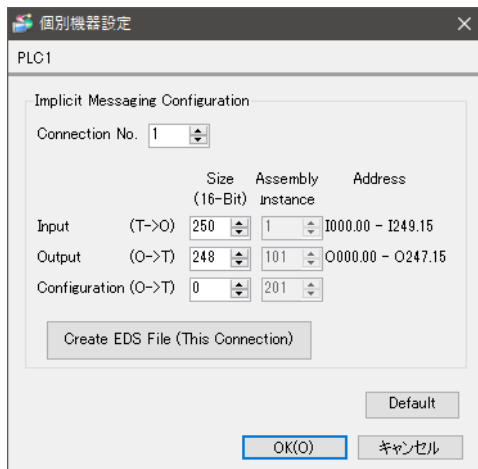 個別機器設定
PLC1
Implicit Messaging Configuration
Connection No. 1
Size Assembly Address
(16-Bit) Instance
Input (T->O) 250 1 I000.00 - I249.15
Output (O->T) 248 101 O000.00 - O247.15
Configuration (O->T) 0 201
Create EDS File (This Connection)
Default
OK(O) キャンセル